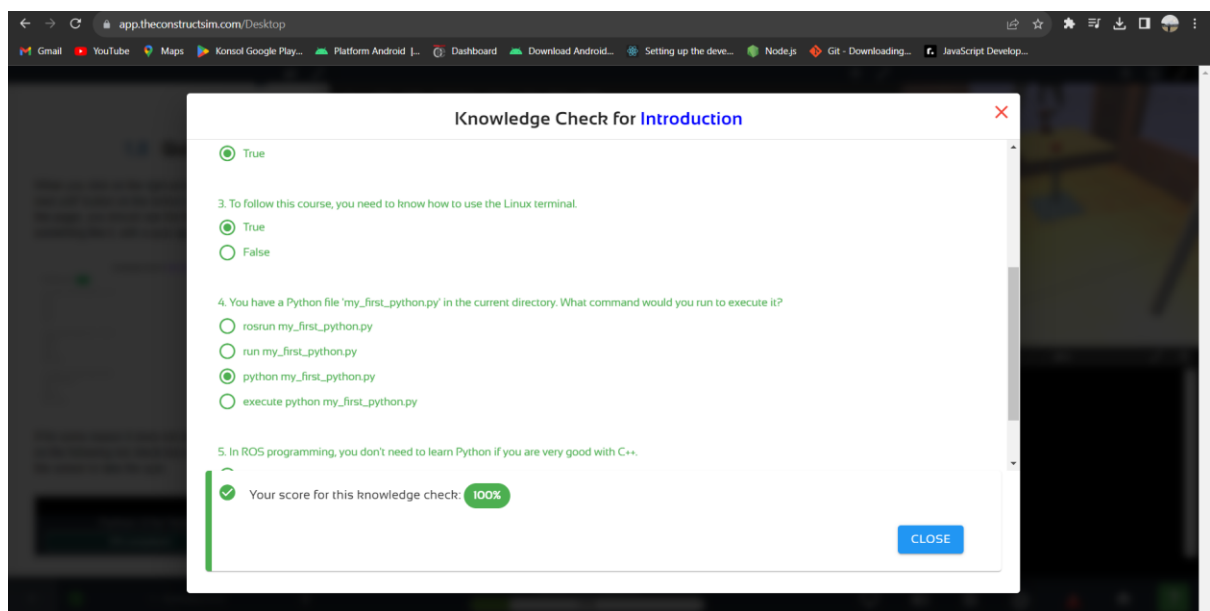 app.theconstructsim.com/Desktop
Gmail YouTube Maps Konsol Google Play... Platform Android |... Dashboard Download Android... Setting up the deve... Node.js Git - Downloading... JavaScript Develop...
Knowledge Check for Introduction
True
3. To follow this course, you need to know how to use the Linux terminal.
True
False
4. You have a Python file 'my_first_python.py' in the current directory. What command would you run to execute it?
rosrun my_first_python.py
run my_first_python.py
python my_first_python.py
execute python my_first_python.py
5. In ROS programming, you don't need to learn Python if you are very good with C++.
Your score for this knowledge check: 100%
CLOSE